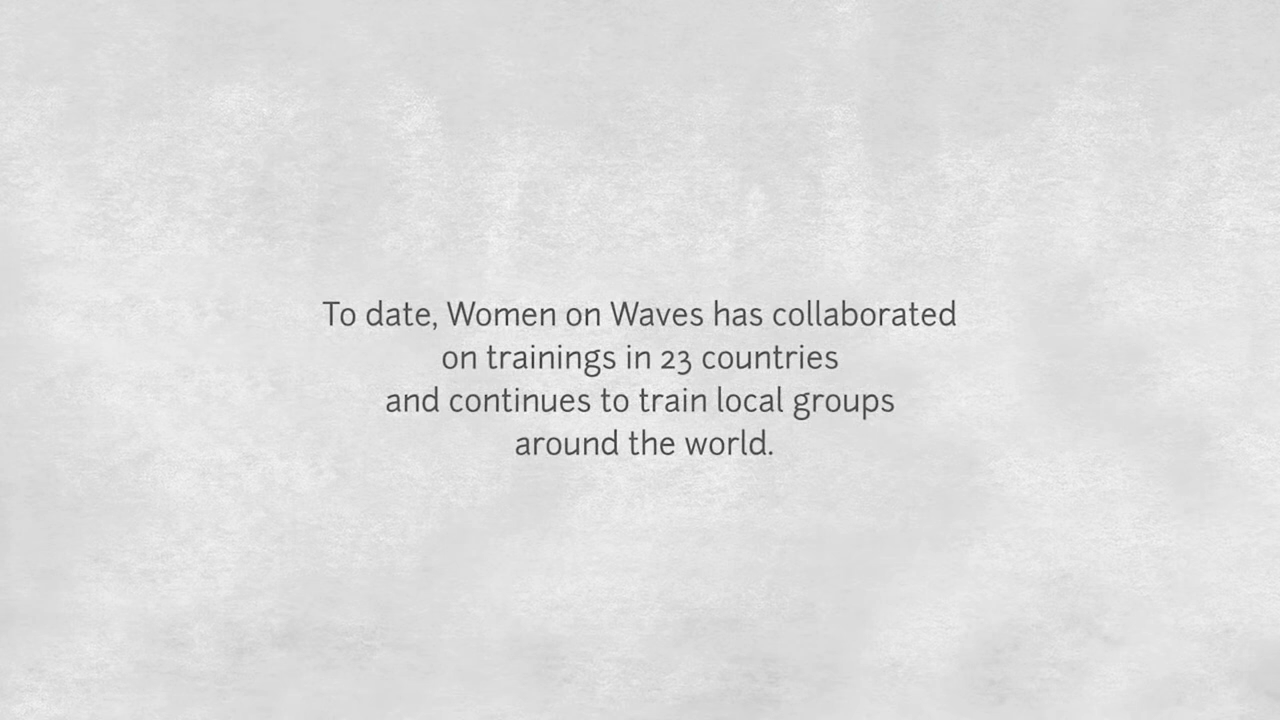 To date, Women on Waves has collaborated
on trainings in 23 countries
and continues to train local groups
around the world.